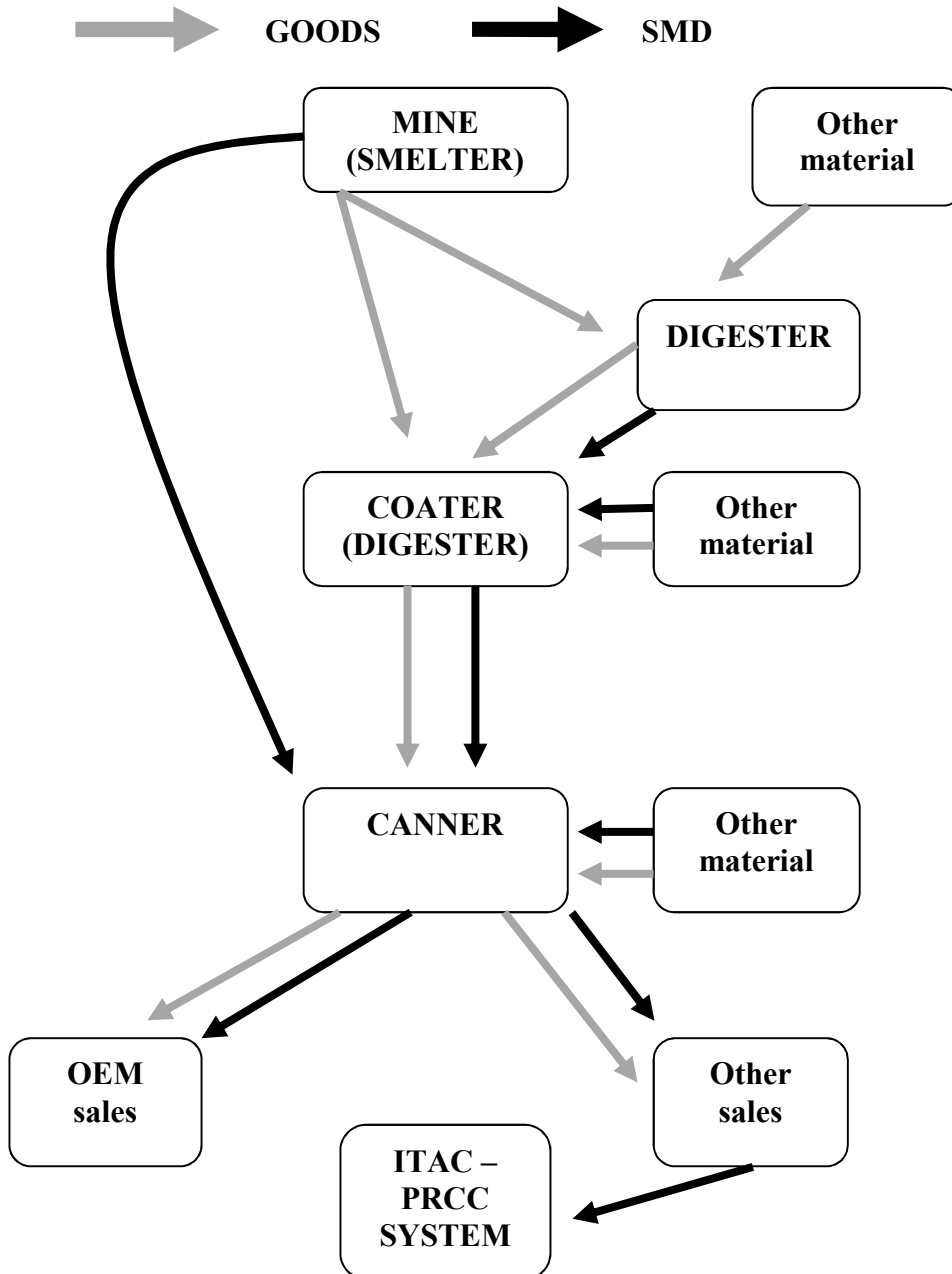 GOODS SMD
MINE
(SMELTER)
Other
material
DIGESTER
COATER
(DIGESTER)
Other
material
CANNER
Other
material
OEM
sales
Other
sales
ITAC –
PRCC
SYSTEM